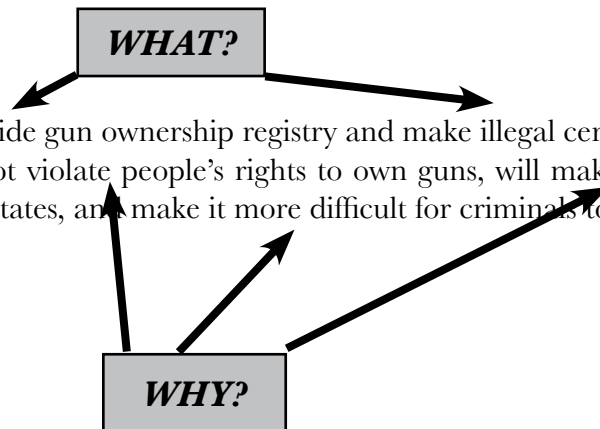 WHAT?
ide gun ownership registry and make illegal cer
ot violate people’s rights to own guns, will mak
tates, and make it more difficult for criminals to
WHY?